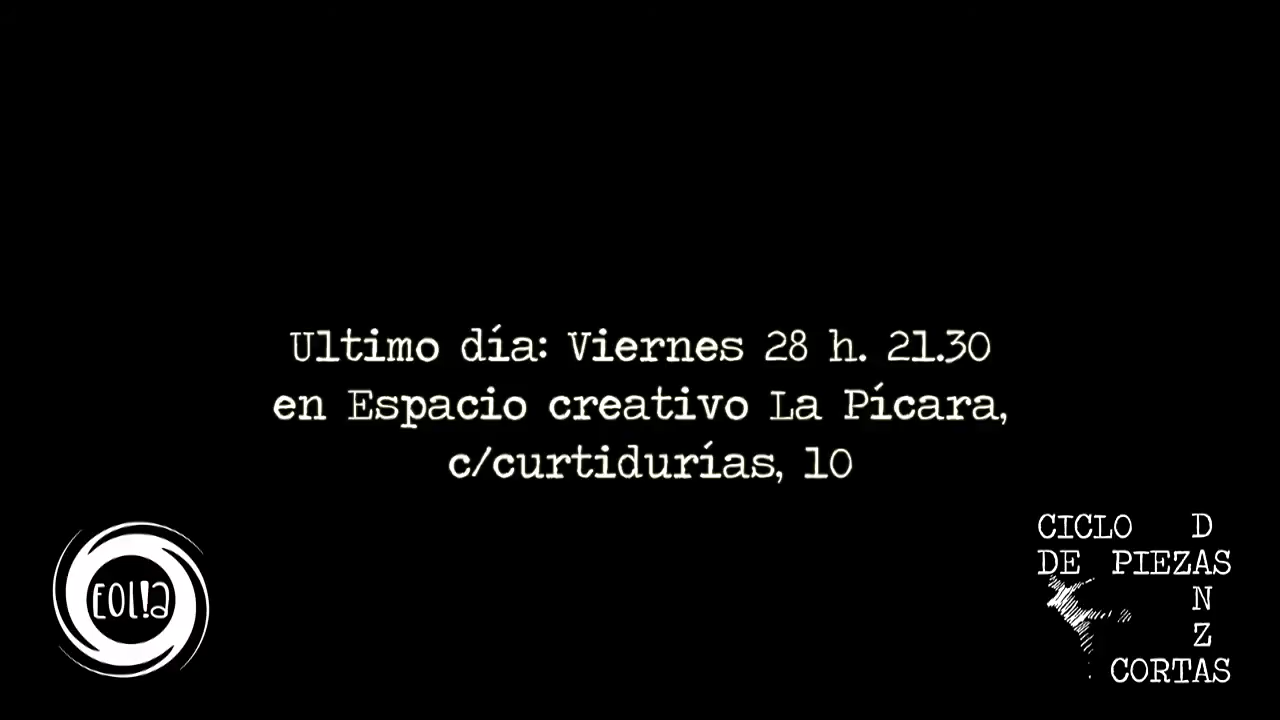 Ultimo día: Viernes 28 h. 21.30
en Espacio creativo La Pícara,
c/curtidurías, 10
EOL!a
CICLO D
DE PIEZAS
N
Z
CORTAS